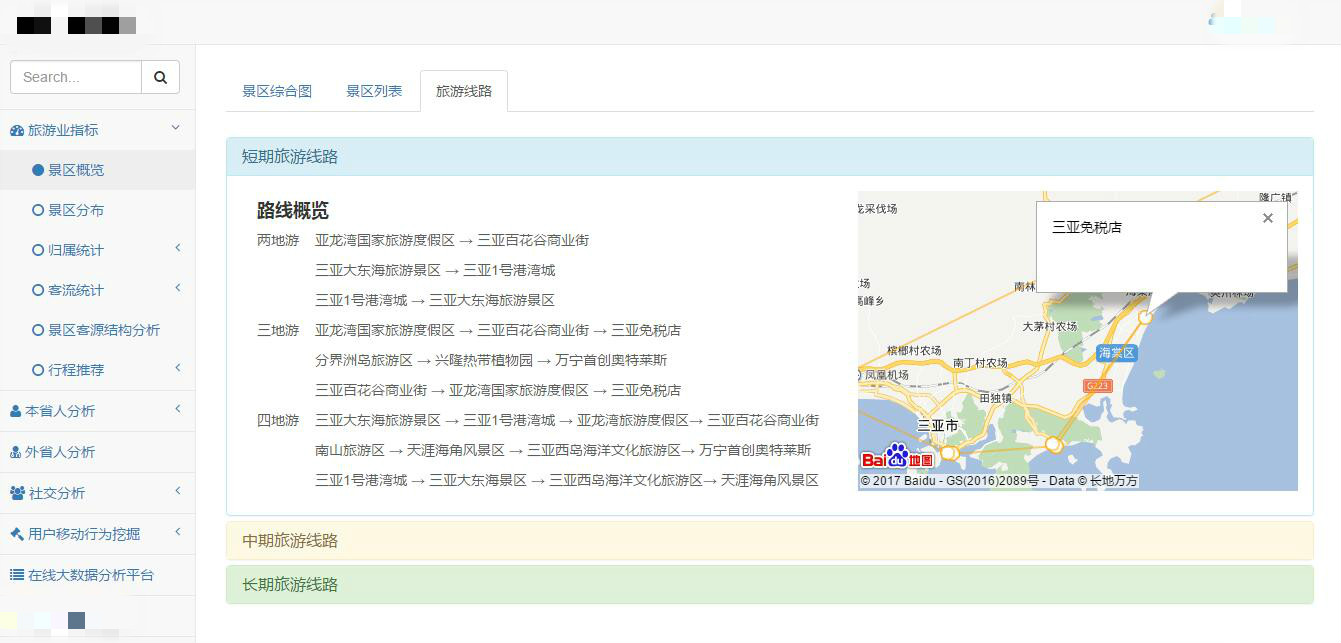 Search...
旅游业指标
景区概览
景区分布
归属统计
客流统计
景区客源结构分析
行程推荐
本省人分析
外省人分析
社交分析
用户移动行为挖掘
在线大数据分析平台
景区综合图 景区列表 旅游线路
短期旅游线路
路线概览
两地游 亚龙湾国家旅游度假区 → 三亚百花谷商业街
三亚大东海旅游景区 → 三亚1号港湾城
三亚1号港湾城 → 三亚大东海旅游景区
三地游 亚龙湾国家旅游度假区 → 三亚百花谷商业街 → 三亚免税店
分界洲岛旅游区 → 兴隆热带植物园 → 万宁首创奥特莱斯
三亚百花谷商业街 → 亚龙湾国家旅游度假区 → 三亚免税店
四地游 三亚大东海旅游景区 → 三亚1号港湾城 → 亚龙湾旅游度假区→ 三亚百花谷商业街
南山旅游区 → 天涯海角风景区 → 三亚西岛海洋文化旅游区→ 万宁首创奥特莱斯
三亚1号港湾城 → 三亚大东海景区 → 三亚西岛海洋文化旅游区→ 天涯海角风景区
隆广镇
龙采伐场
三亚免税店
场
南林
高峰乡
大茅村农场
槟榔村农场
海棠区
南丁村农场
凤凰机场
G223
田独镇
三亚市
Bai du 地图
© 2017 Baidu - GS(2016)2089号 - Data © 长地万方
中期旅游线路
长期旅游线路